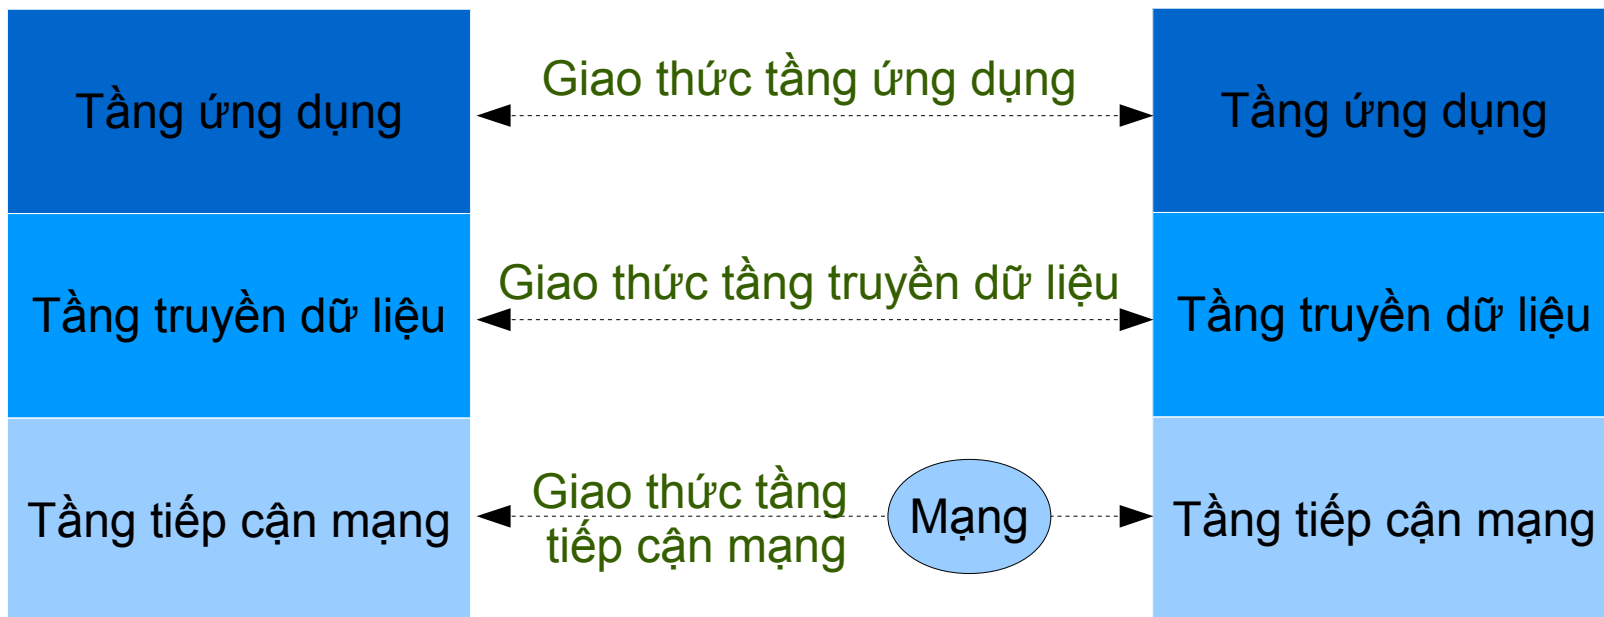 Giao thức tầng ứng dụng
Tầng ứng dụng
Tầng ứng dụng
Giao thức tầng truyền dữ liệu
Tầng truyền dữ liệu
Tầng truyền dữ liệu
Giao thức tầng
tiếp cận mạng
Mạng
Tầng tiếp cận mạng
Tầng tiếp cận mạng